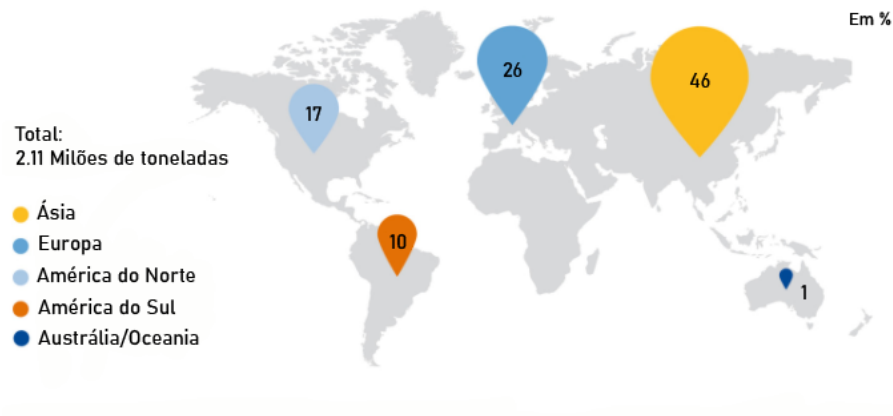 Em %
26
46
17
Total:
2.11 Milões de toneladas
Ásia
Europa
10
América do Norte
América do Sul
1
Austrália/Oceania